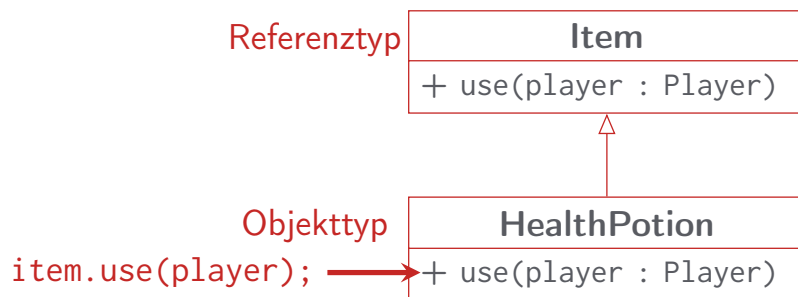 Referenztyp
Item
+ use(player : Player)
Objekttyp
HealthPotion
item.use(player);
+ use(player : Player)